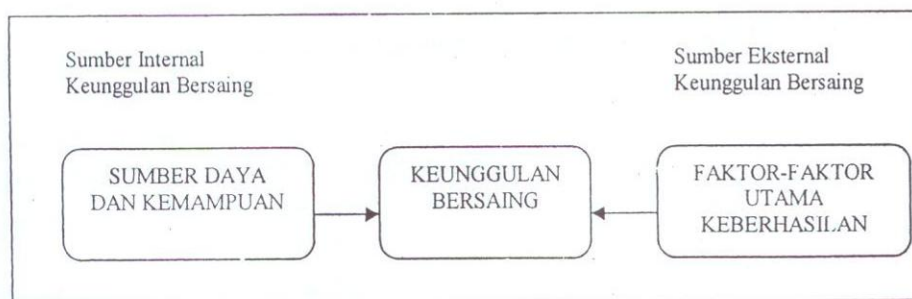 Sumber Internal
Keunggulan Bersaing
Sumber Eksternal
Keunggulan Bersaing
SUMBER DAYA
DAN KEMAMPUAN
KEUNGGULAN
BERSAING
FAKTOR-FAKTOR
UTAMA
KEBERHASILAN